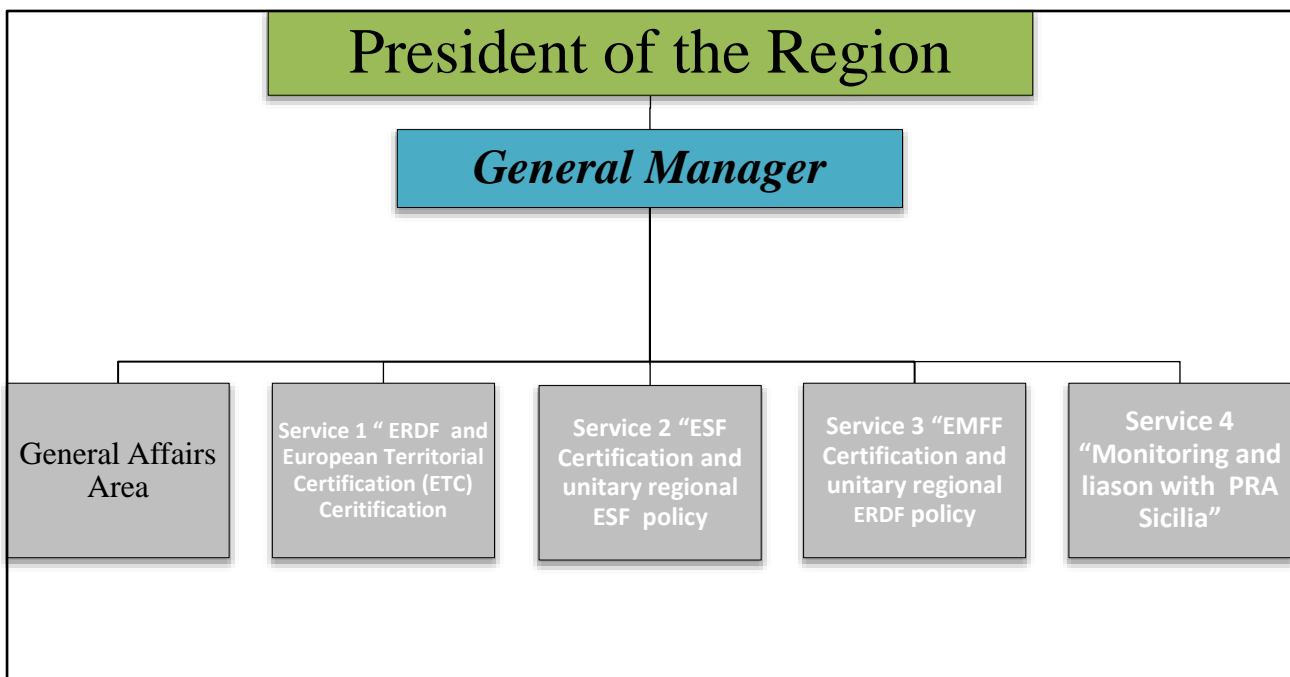 President of the Region
General Manager
General Affairs
Area
Service 1 “ ERDF and
European Territorial
Certification (ETC)
Ceritification
Service 2 “ESF
Certification and
unitary regional
ESF policy
Service 3 “EMFF
Certification and
unitary regional
ERDF policy
Service 4
“Monitoring and
liason with PRA
Sicilia”